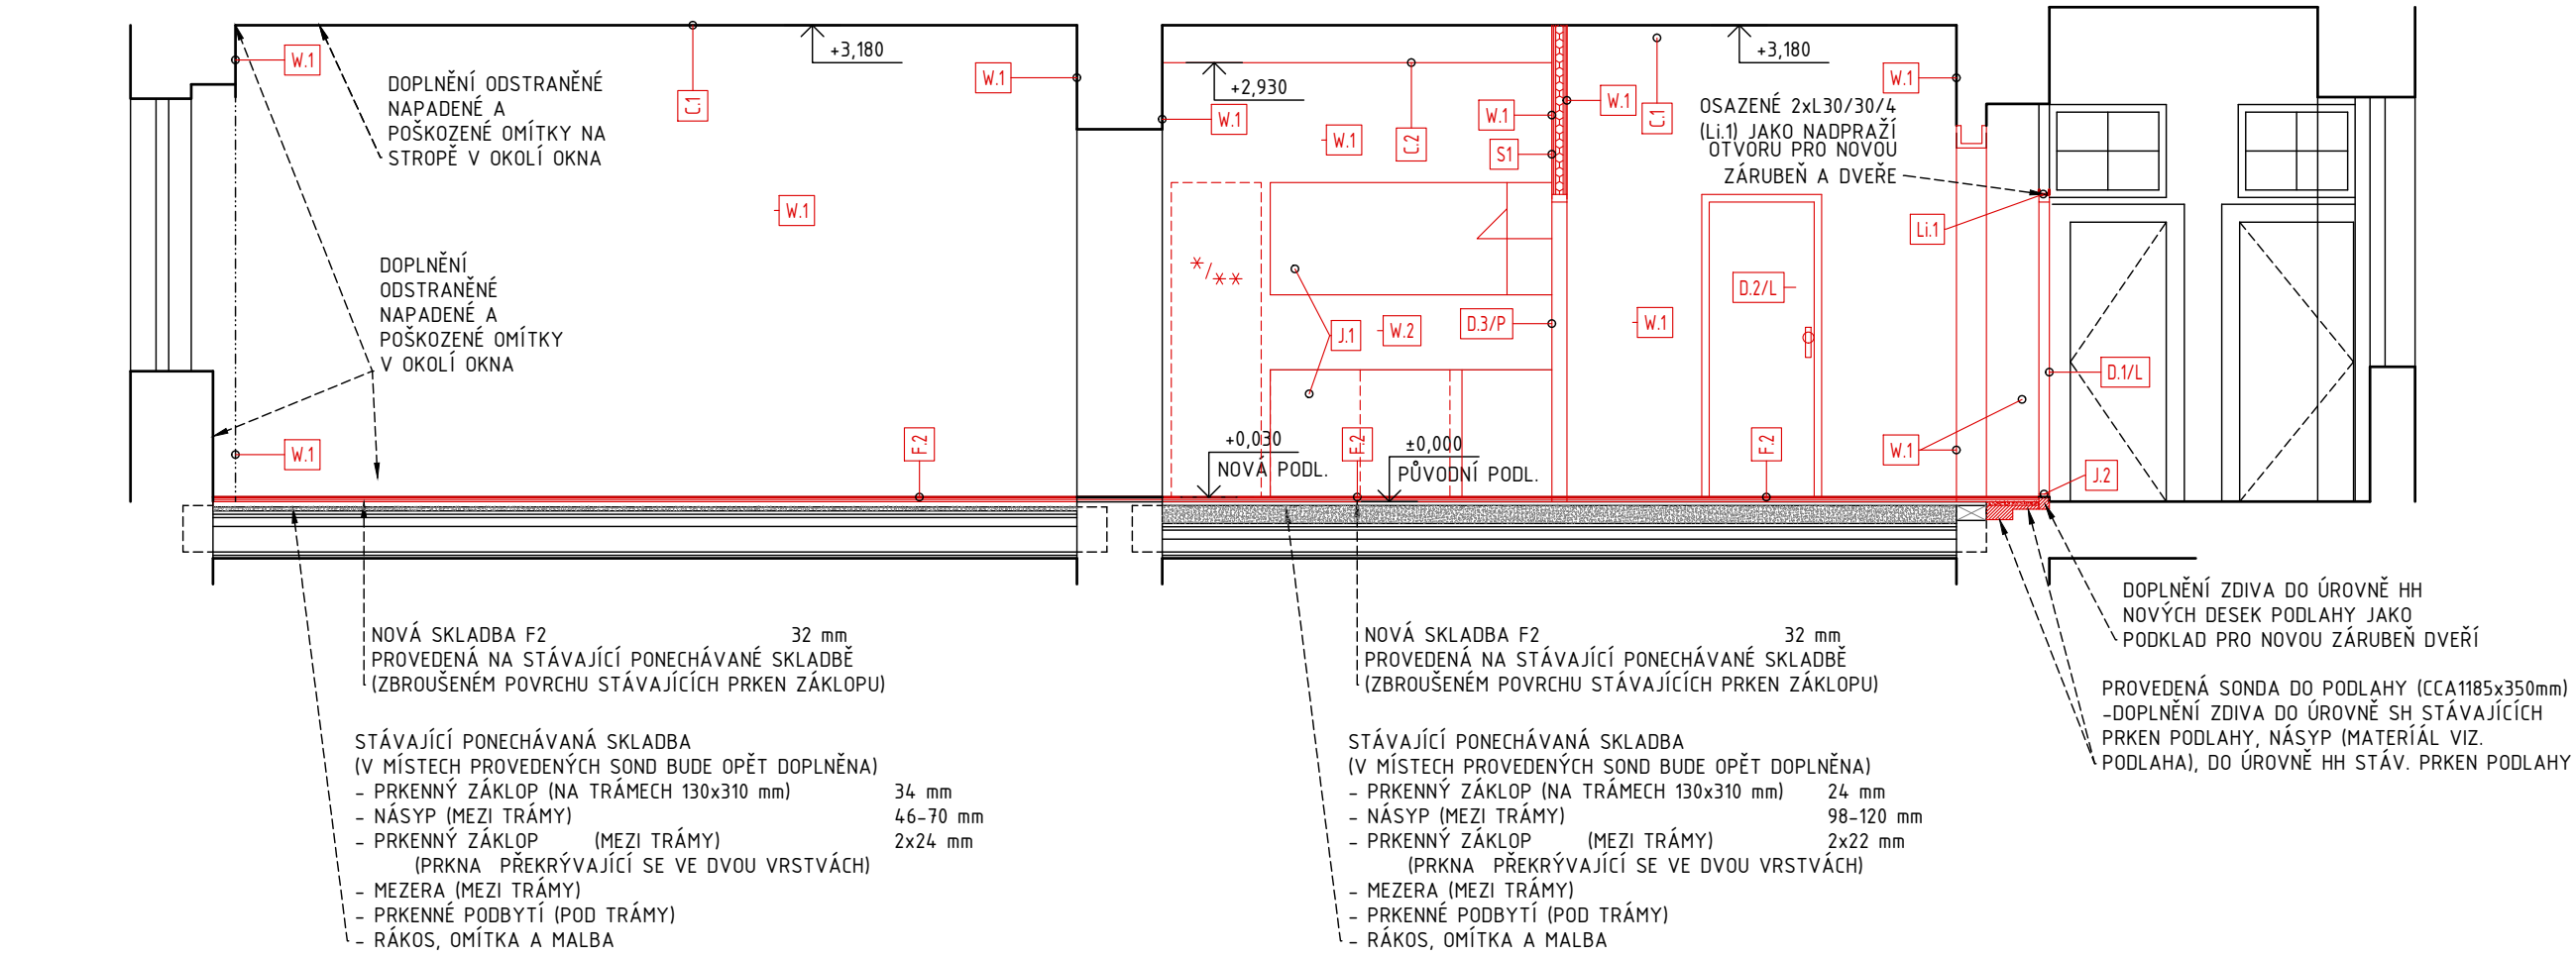 W.1
DOPLNĚNÍ ODSTRANĚNÉ
NAPADENÉ A
POŠKOZENÉ OMÍTKY NA
STROPĚ V OKOLÍ OKNA
C.1
+3,180
W.1
W.1
+2,930
W.1
C.2
W.1
S1
W.1
C.1
+3,180
W.1
OSAZENÉ 2xL30/30/4
(Li.1) JAKO NADPRAŽÍ
OTVORU PRO NOVOU
ZÁRUBEŇ A DVEŘE
W.1
Li.1
DOPLNĚNÍ
ODSTRANĚNÉ
NAPADENÉ A
POŠKOZENÉ OMÍTKY
V OKOLÍ OKNA
*/**
J.1
W.2
D.3/P
W.1
D.2/L
D.1/L
W.1
F.2
+0,030
NOVÁ PODL.
F.2
±0,000
PŮVODNÍ PODL.
F.2
W.1
J.2
NOVÁ SKLADBA F2 32 mm
PROVEDENÁ NA STÁVAJÍCÍ PONECHÁVANÉ SKLADBĚ
(ZBROUŠENÉM POVRCHU STÁVAJÍCÍCH PRKEN ZÁKLOPU)
STÁVAJÍCÍ PONECHÁVANÁ SKLADBA
(V MÍSTECH PROVEDENÝCH SOND BUDE OPĚT DOPLNĚNA)
- PRKENNÝ ZÁKLOP (NA TRÁMECH 130x310 mm) 34 mm
- NÁSYP (MEZI TRÁMY) 46-70 mm
- PRKENNÝ ZÁKLOP (MEZI TRÁMY) 2x24 mm
(PRKNA PŘEKRÝVAJÍCÍ SE VE DVOU VRSTVÁCH)
- MEZERA (MEZI TRÁMY)
- PRKENNÉ PODBYTÍ (POD TRÁMY)
- RÁKOS, OMÍTKA A MALBA
NOVÁ SKLADBA F2 32 mm
PROVEDENÁ NA STÁVAJÍCÍ PONECHÁVANÉ SKLADBĚ
(ZBROUŠENÉM POVRCHU STÁVAJÍCÍCH PRKEN ZÁKLOPU)
STÁVAJÍCÍ PONECHÁVANÁ SKLADBA
(V MÍSTECH PROVEDENÝCH SOND BUDE OPĚT DOPLNĚNA)
- PRKENNÝ ZÁKLOP (NA TRÁMECH 130x310 mm) 24 mm
- NÁSYP (MEZI TRÁMY) 98-120 mm
- PRKENNÝ ZÁKLOP (MEZI TRÁMY) 2x22 mm
(PRKNA PŘEKRÝVAJÍCÍ SE VE DVOU VRSTVÁCH)
- MEZERA (MEZI TRÁMY)
- PRKENNÉ PODBYTÍ (POD TRÁMY)
- RÁKOS, OMÍTKA A MALBA
DOPLNĚNÍ ZDIVA DO ÚROVNĚ HH
NOVÝCH DESEK PODLAHY JAKO
PODKLAD PRO NOVOU ZÁRUBEŇ DVEŘÍ
PROVEDENÁ SONDA DO PODLAHY (CCA1185x350mm)
-DOPLNĚNÍ ZDIVA DO ÚROVNĚ SH STÁVAJÍCÍCH
PRKEN PODLAHY, NÁSYP (MATERÍÁL VIZ.
PODLAHA), DO ÚROVNĚ HH STÁV. PRKEN PODLAHY